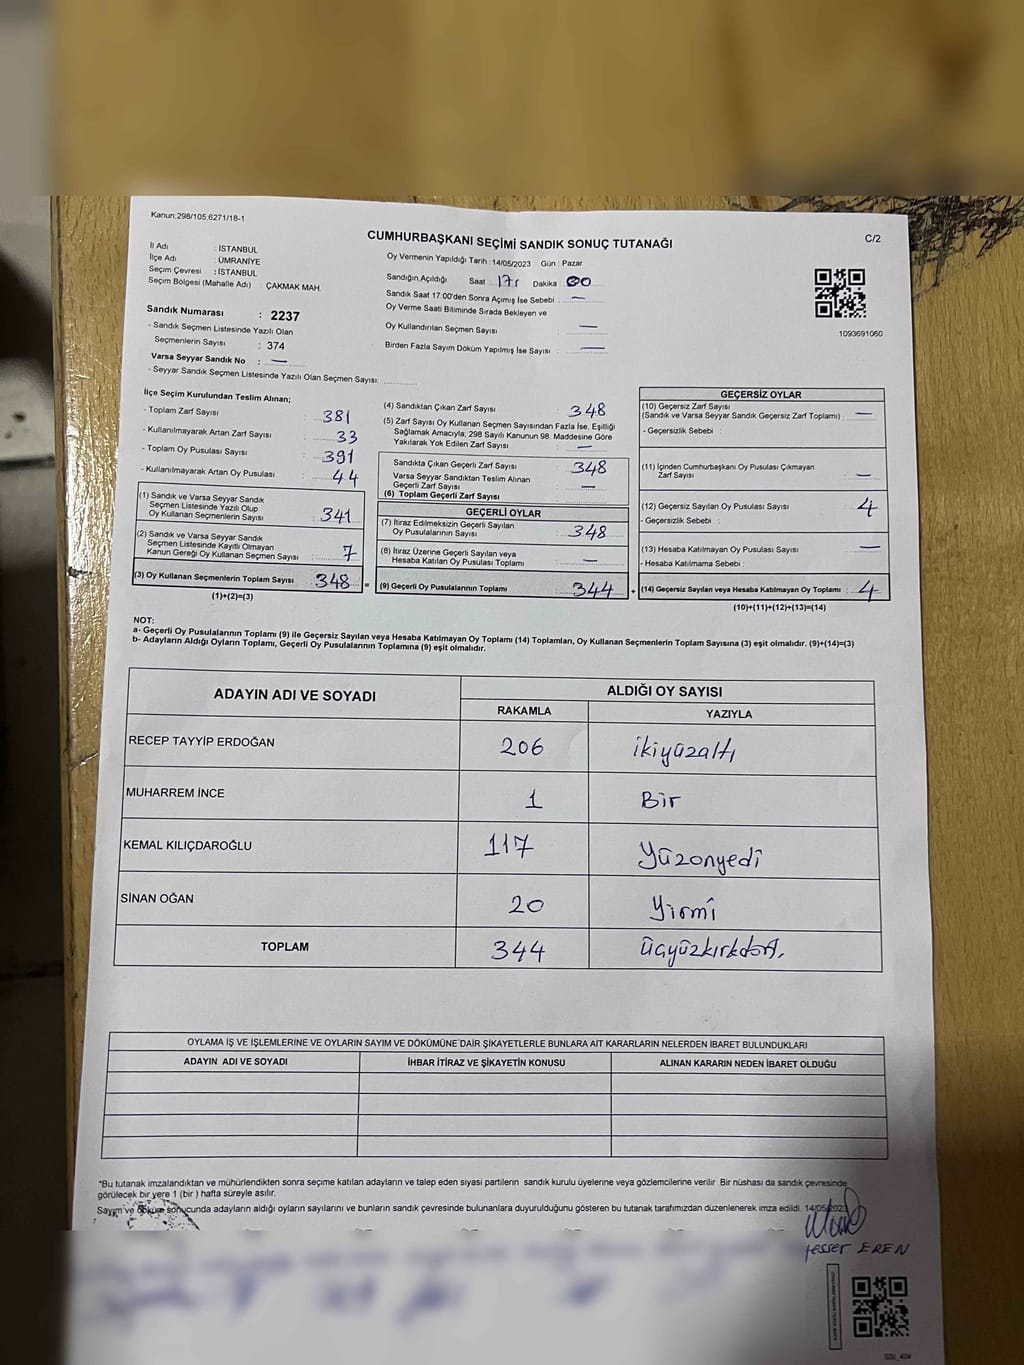 Kanun:298/105,6271/18-1
CUMHURBAŞKANI SEÇİMİ SANDIK SONUÇ TUTANAĞI
C/2
İl Adı : İSTANBUL
İlçe Adı : ÜMRANİYE
Seçim Çevresi : İSTANBUL
Seçim Bölgesi (Mahalle Adı) : ÇAKMAK MAH.
Oy Vermenin Yapıldığı Tarih : 14/05/2023 Gün : Pazar
Sandığın Açıldığı Saat 17: Dakika 00
Sandık Saat 17.00'den Sonra Açımış İse Sebebi : —
Oy Verme Saati Bitiminde Sırada Bekleyen ve
Oy Kullandırılan Seçmen Sayısı —
Birden Fazla Sayım Döküm Yapılmış İse Sayısı : —
1093691060
Sandık Numarası : 2237
- Sandık Seçmen Listesinde Yazılı Olan
Seçmenlerin Sayısı : 374
Varsa Seyyar Sandık No : —
- Seyyar Sandık Seçmen Listesinde Yazılı Olan Seçmen Sayısı:
İlçe Seçim Kurulundan Teslim Alınan;
- Toplam Zarf Sayısı : 381
- Kullanılmayarak Artan Zarf Sayısı : 33
- Toplam Oy Pusulası Sayısı : 391
- Kullanılmayarak Artan Oy Pusulası : 44
(1) Sandık ve Varsa Seyyar Sandık
Seçmen Listesinde Yazılı Olup
Oy Kullanan Seçmenlerin Sayısı : 341
(2) Sandık ve Varsa Seyyar Sandık
Seçmen Listesinde Kayıtlı Olmayan
Kanun Gereği Oy Kullanan Seçmen Sayısı : 7
(3) Oy Kullanan Seçmenlerin Toplam Sayısı : 348 =
(1)+(2)=(3)
(4) Sandıktan Çıkan Zarf Sayısı : 348
(5) Zarf Sayısı Oy Kullanan Seçmen Sayısından Fazla İse, Eşitliği
Sağlamak Amacıyla; 298 Sayılı Kanunun 98. Maddesine Göre
Yakılarak Yok Edilen Zarf Sayısı : —
Sandıkta Çıkan Geçerli Zarf Sayısı : 348
Varsa Seyyar Sandıktan Teslim Alınan
Geçerli Zarf Sayısı : —
(6) Toplam Geçerli Zarf Sayısı
GEÇERLİ OYLAR
(7) İtiraz Edilmeksizin Geçerli Sayılan
Oy Pusulalarının Sayısı : 348
(8) İtiraz Üzerine Geçerli Sayılan veya
Hesaba Katılan Oy Pusulası Toplamı : —
(9) Geçerli Oy Pusulalarının Toplamı : 344 +
GEÇERSİZ OYLAR
(10) Geçersiz Zarf Sayısı
(Sandık ve Varsa Seyyar Sandık Geçersiz Zarf Toplamı) : —
- Geçersizlik Sebebi :
(11) İçinden Cumhurbaşkanı Oy Pusulası Çıkmayan
Zarf Sayısı : —
(12) Geçersiz Sayılan Oy Pusulası Sayısı : 4
- Geçersizlik Sebebi :
(13) Hesaba Katılmayan Oy Pusulası Sayısı : —
- Hesaba Katılmama Sebebi :
(14) Geçersiz Sayılan veya Hesaba Katılmayan Oy Toplamı : 4
(10)+(11)+(12)+(13)=(14)
NOT:
a- Geçerli Oy Pusulalarının Toplamı (9) ile Geçersiz Sayılan veya Hesaba Katılmayan Oy Toplamı (14) Toplamları, Oy Kullanan Seçmenlerin Toplam Sayısına (3) eşit olmalıdır. (9)+(14)=(3)
b- Adayların Aldığı Oyların Toplamı, Geçerli Oy Pusulalarının Toplamına (9) eşit olmalıdır.
ADAYIN ADI VE SOYADI
ALDIĞI OY SAYISI
RAKAMLA YAZIYLA
RECEP TAYYİP ERDOĞAN 206 ikiyüzaltı
MUHARREM İNCE 1 Bir
KEMAL KILIÇDAROĞLU 117 Yüzonyedi
SİNAN OĞAN 20 Yirmi
TOPLAM 344 üçyüzkırkdört.
OYLAMA İŞ VE İŞLEMLERİNE VE OYLARIN SAYIM VE DÖKÜMÜNE DAİR ŞİKAYETLERLE BUNLARA AİT KARARLARIN NELERDEN İBARET BULUNDUKLARI
ADAYIN ADI VE SOYADI İHBAR İTİRAZ VE ŞİKAYETİN KONUSU ALINAN KARARIN NEDEN İBARET OLDUĞU
*Bu tutanak imzalandıktan ve mühürlendikten sonra seçime katılan adayların ve talep eden siyasi partilerin sandık kurulu üyelerine veya gözlemcilerine verilir. Bir nüshası da sandık çevresinde
görülecek bir yere 1 (bir) hafta süreyle asılır.
Sayım ve döküm sonucunda adayların aldığı oyların sayılarını ve bunların sandık çevresinde bulunanlara duyurulduğunu gösteren bu tutanak tarafımızdan düzenlenerek imza edildi. 14/05/2023
EREN